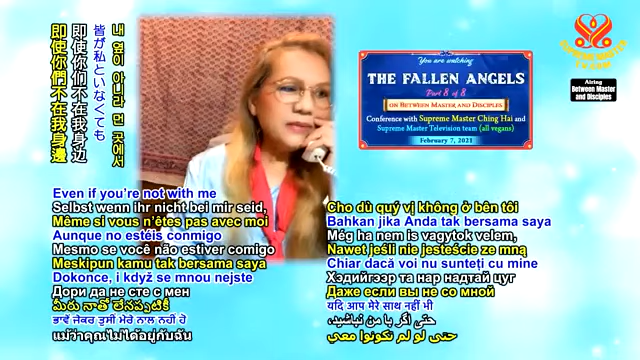 即使你們不在我身邊
即使你们不在我身边
皆が私といなくても
내 옆이 아니라 먼 곳에서
You are watching
THE FALLEN ANGELS
Part 8 of 8
ON BETWEEN MASTER AND DISCIPLES
Conference with Supreme Master Ching Hai and
Supreme Master Television team (all vegans)
February 7, 2021
SUPREME MASTER
TV.COM
Airing
Between Master
and Disciples
Even if you're not with me
Selbst wenn ihr nicht bei mir seid,
Même si vous n'êtes pas avec moi
Aunque no estéis conmigo
Mesmo se você não estiver comigo
Meskipun kamu tak bersama saya
Dokonce, i když se mnou nejste
Дори да не сте с мен
మీరు నాతో లేనప్పటికీ
ਭਾਵੇਂ ਜੇਕਰ ਤੁਸੀਂ ਮੇਰੇ ਨਾਲ ਨਹੀਂ ਹੋ
แม้ว่าคุณไม่ได้อยู่กับฉัน
Cho dù quý vị không ở bên tôi
Bahkan jika Anda tak bersama saya
Még ha nem is vagytok velem,
Nawet jeśli nie jesteście ze mną
Chiar dacă voi nu sunteți cu mine
Хэдийгээр та нар надтай цуг
Даже если вы не со мной
यदि आप मेरे साथ नहीं भी
حتی اگر با من نباشید،
حتى لو لم تكونوا معي